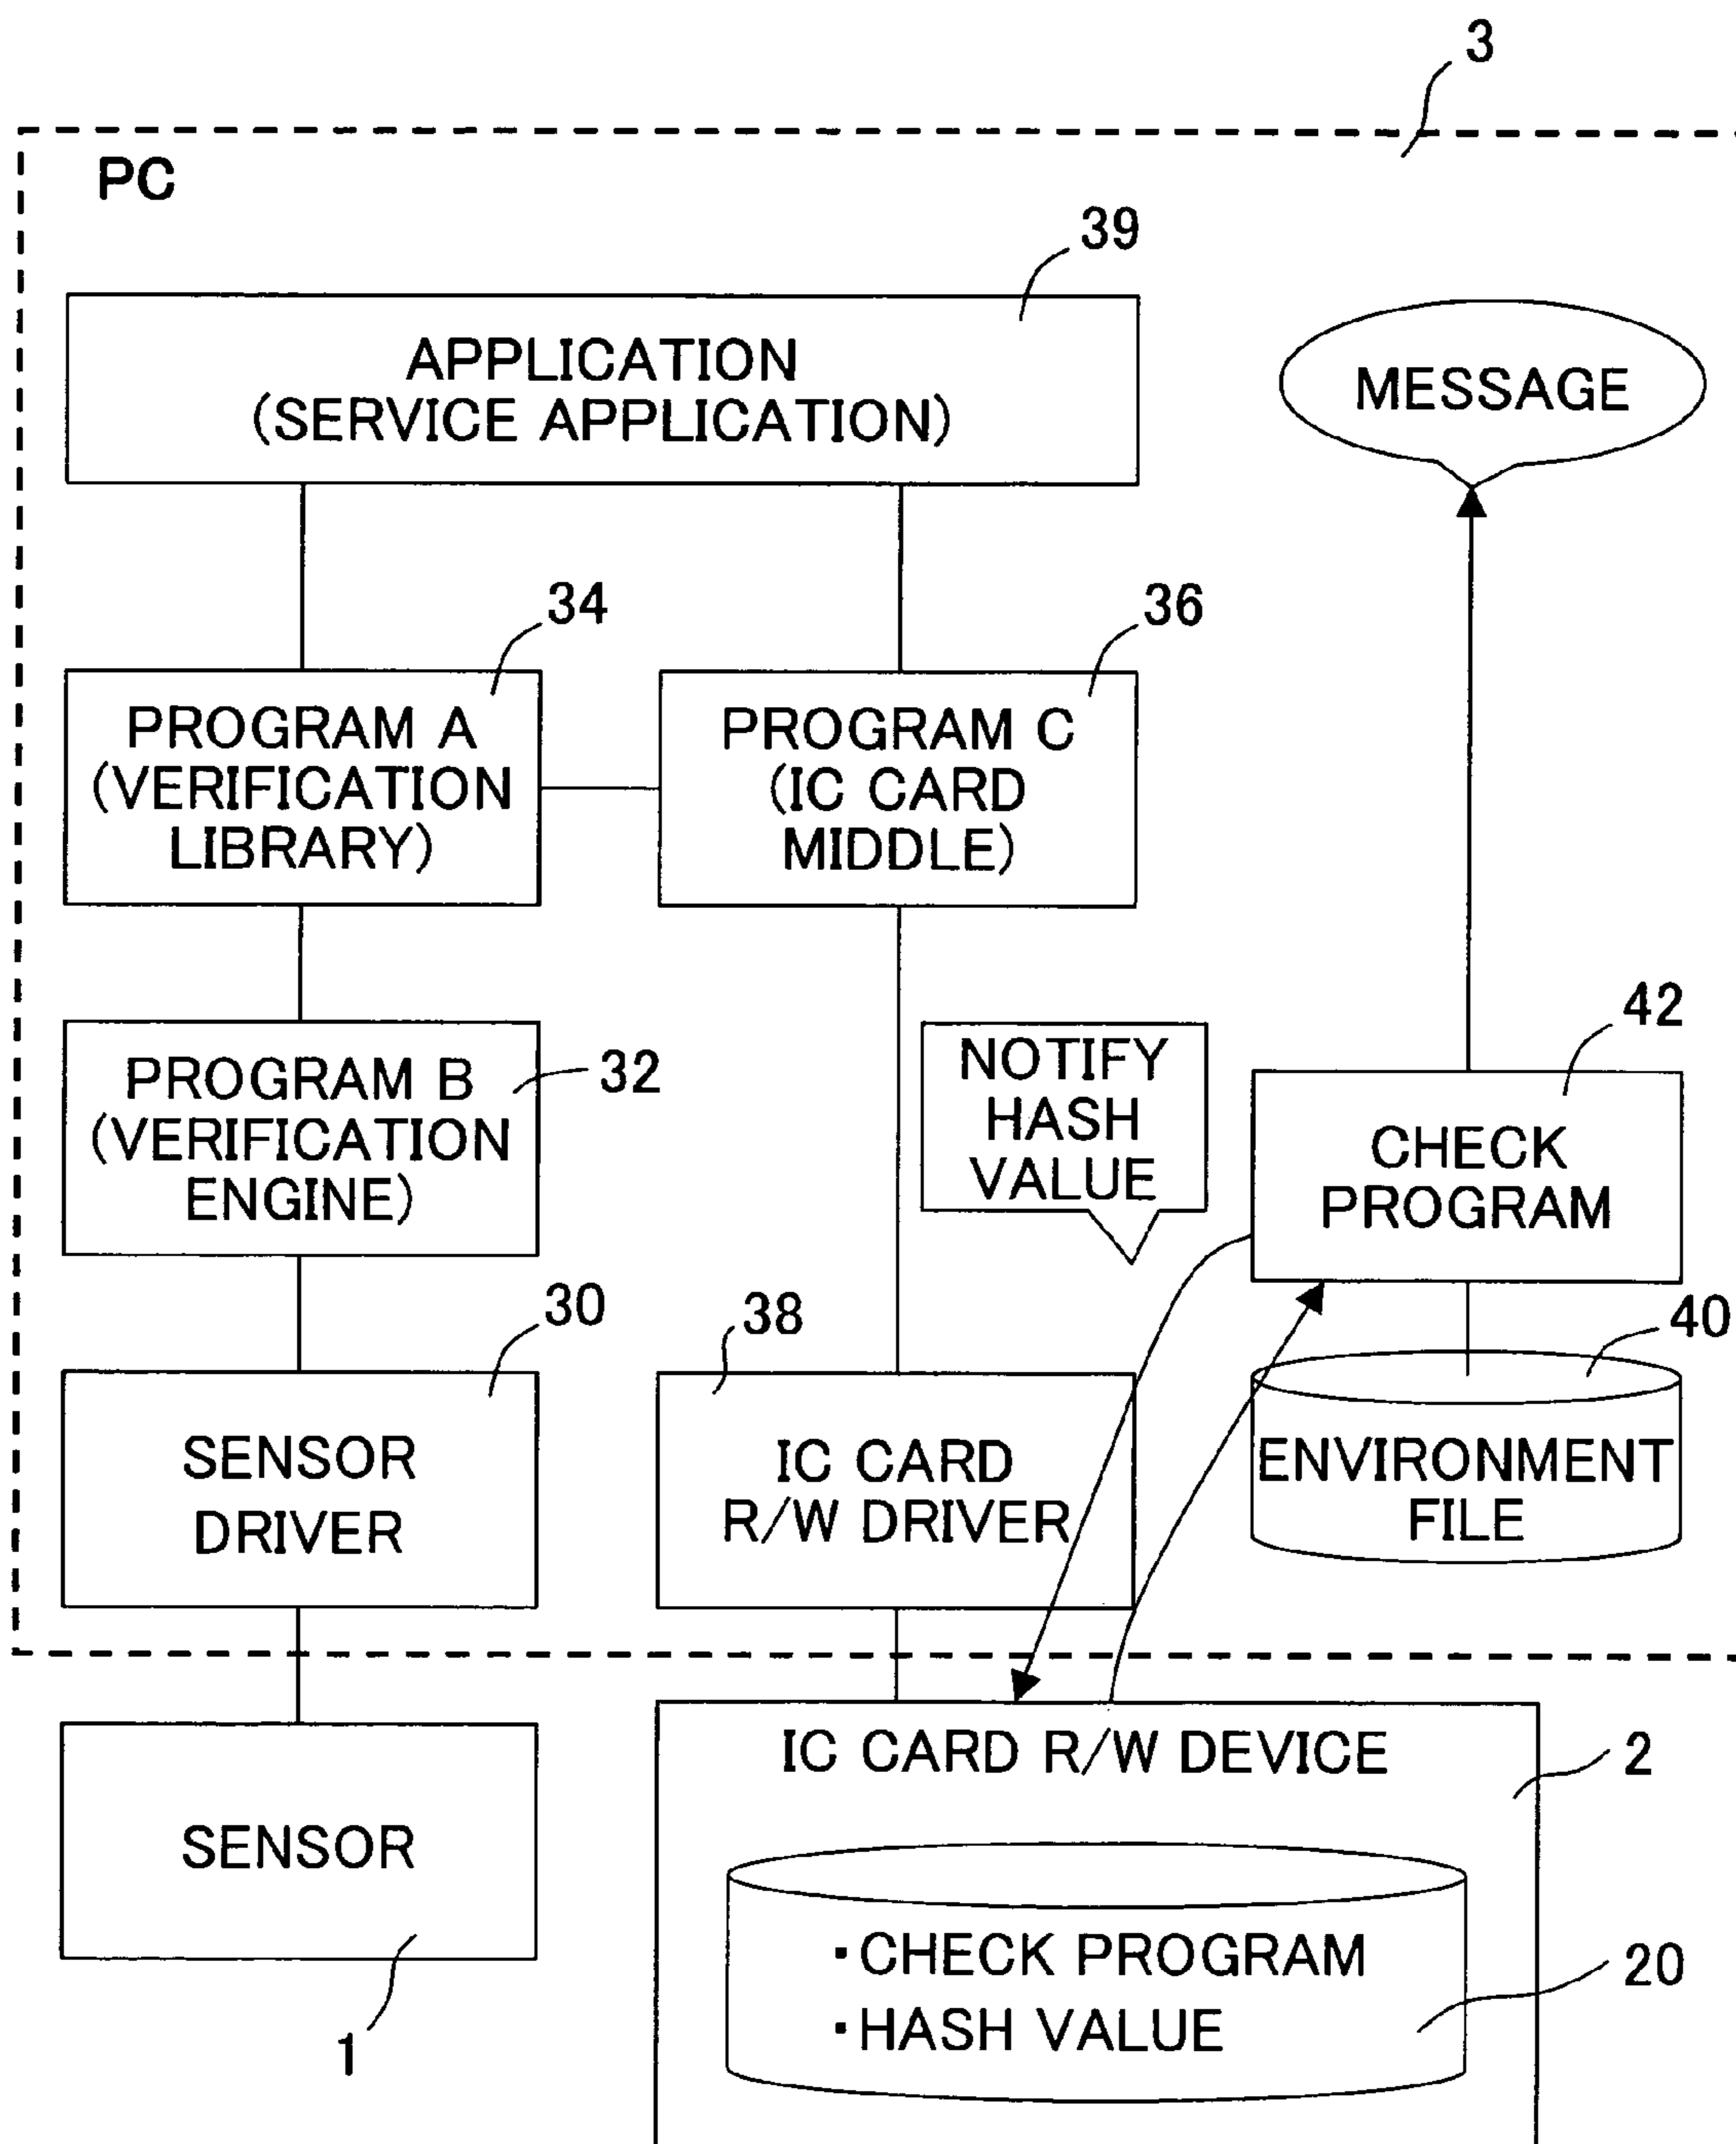 3
PC
39
APPLICATION
(SERVICE APPLICATION)
MESSAGE
34
36
PROGRAM A
(VERIFICATION
LIBRARY)
PROGRAM C
(IC CARD
MIDDLE)
42
NOTIFY
HASH
VALUE
PROGRAM B
(VERIFICATION
ENGINE)
32
CHECK
PROGRAM
30
38
40
SENSOR
DRIVER
IC CARD
R/W DRIVER
ENVIRONMENT
FILE
IC CARD R/W DEVICE
2
SENSOR
1
・CHECK PROGRAM
・HASH VALUE
20